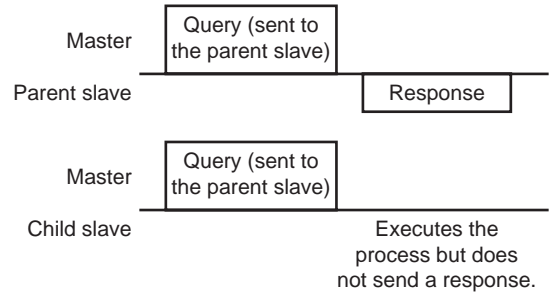 Query (sent to
the parent slave)
Master
Parent slave
Response
Query (sent to
the parent slave)
Master
Child slave
Executes the
process but does
not send a response.